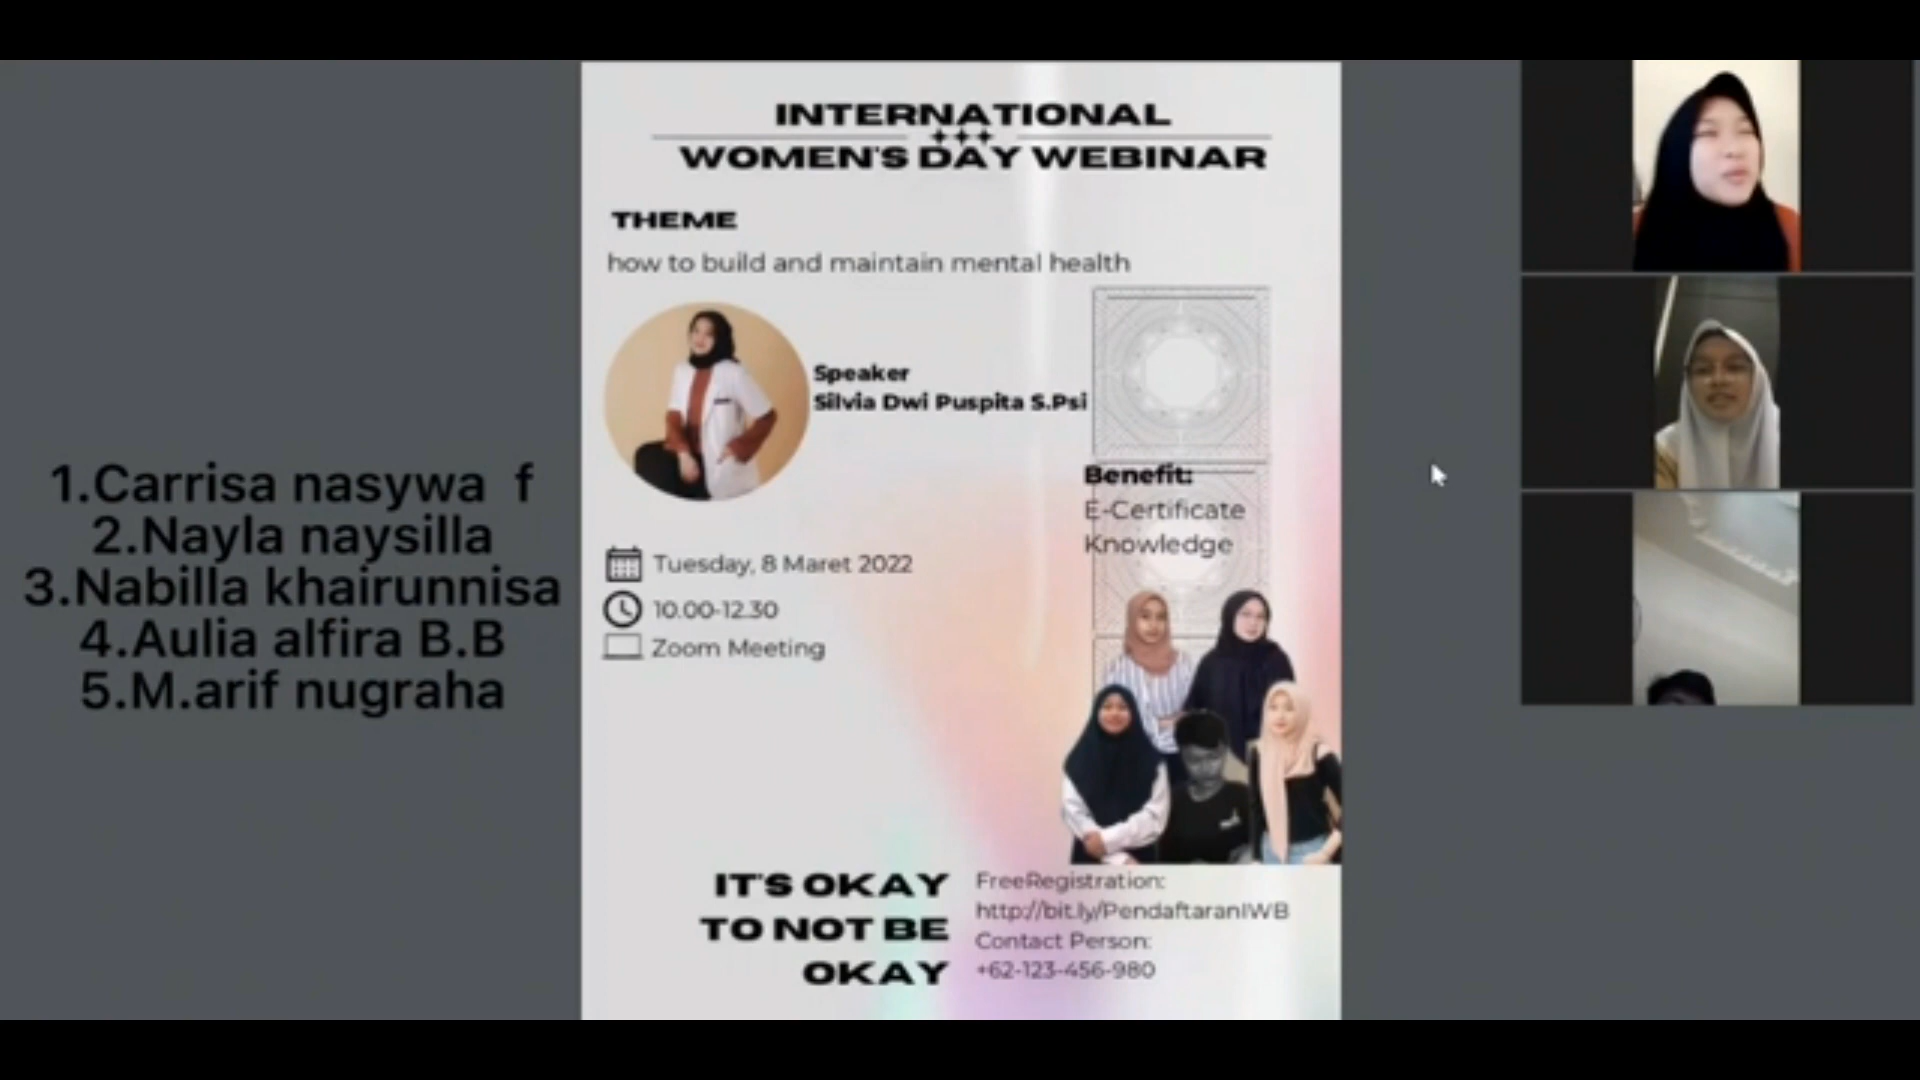 1.Carrisa nasywa f
2.Nayla naysilla
3.Nabilla khairunnisa
4.Aulia alfira B.B
5.M.arif nugraha
INTERNATIONAL
WOMEN'S DAY WEBINAR
THEME
how to build and maintain mental health
Speaker
Silvia Dwi Puspita S.Psi
Benefit:
E-Certificate
Knowledge
Tuesday, 8 Maret 2022
10.00-12.30
Zoom Meeting
IT'S OKAY
TO NOT BE
OKAY
FreeRegistration:
http://bit.ly/PendaftaranIWB
Contact Person:
+62-123-456-980